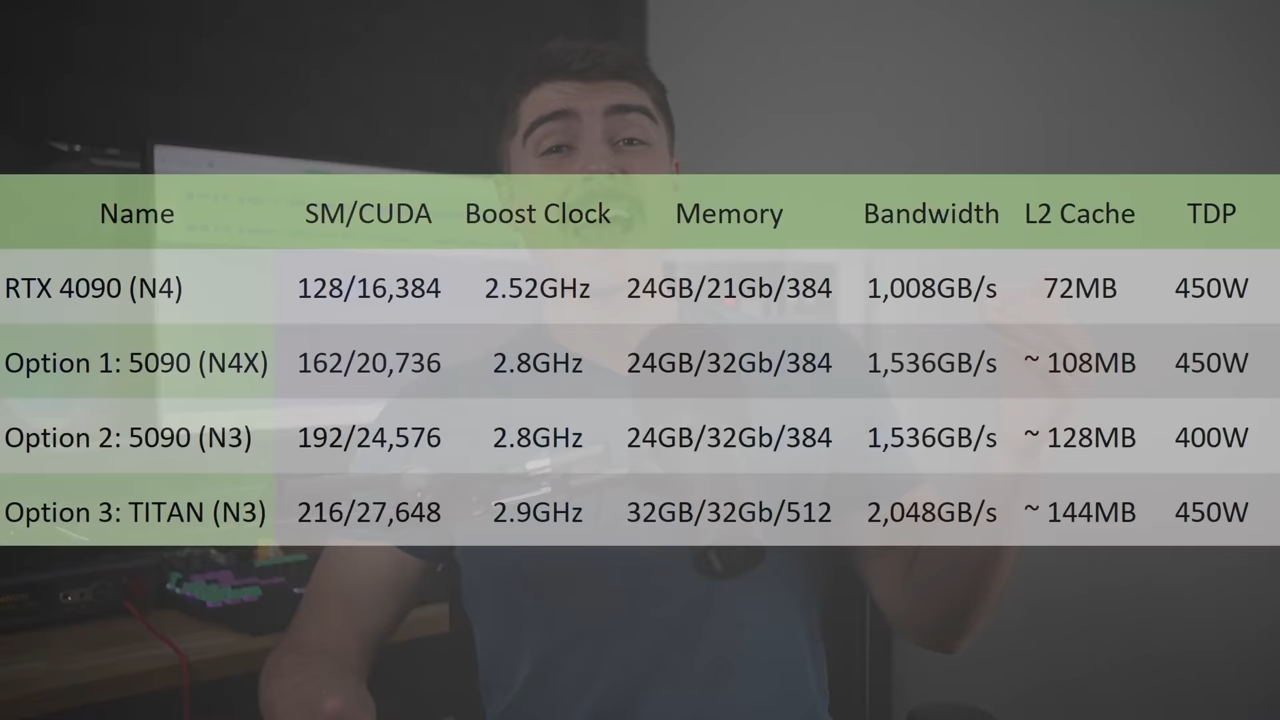 Name SM/CUDA Boost Clock Memory Bandwidth L2 Cache TDP
RTX 4090 (N4) 128/16,384 2.52GHz 24GB/21Gb/384 1,008GB/s 72MB 450W
Option 1: 5090 (N4X) 162/20,736 2.8GHz 24GB/32Gb/384 1,536GB/s ~ 108MB 450W
Option 2: 5090 (N3) 192/24,576 2.8GHz 24GB/32Gb/384 1,536GB/s ~ 128MB 400W
Option 3: TITAN (N3) 216/27,648 2.9GHz 32GB/32Gb/512 2,048GB/s ~ 144MB 450W